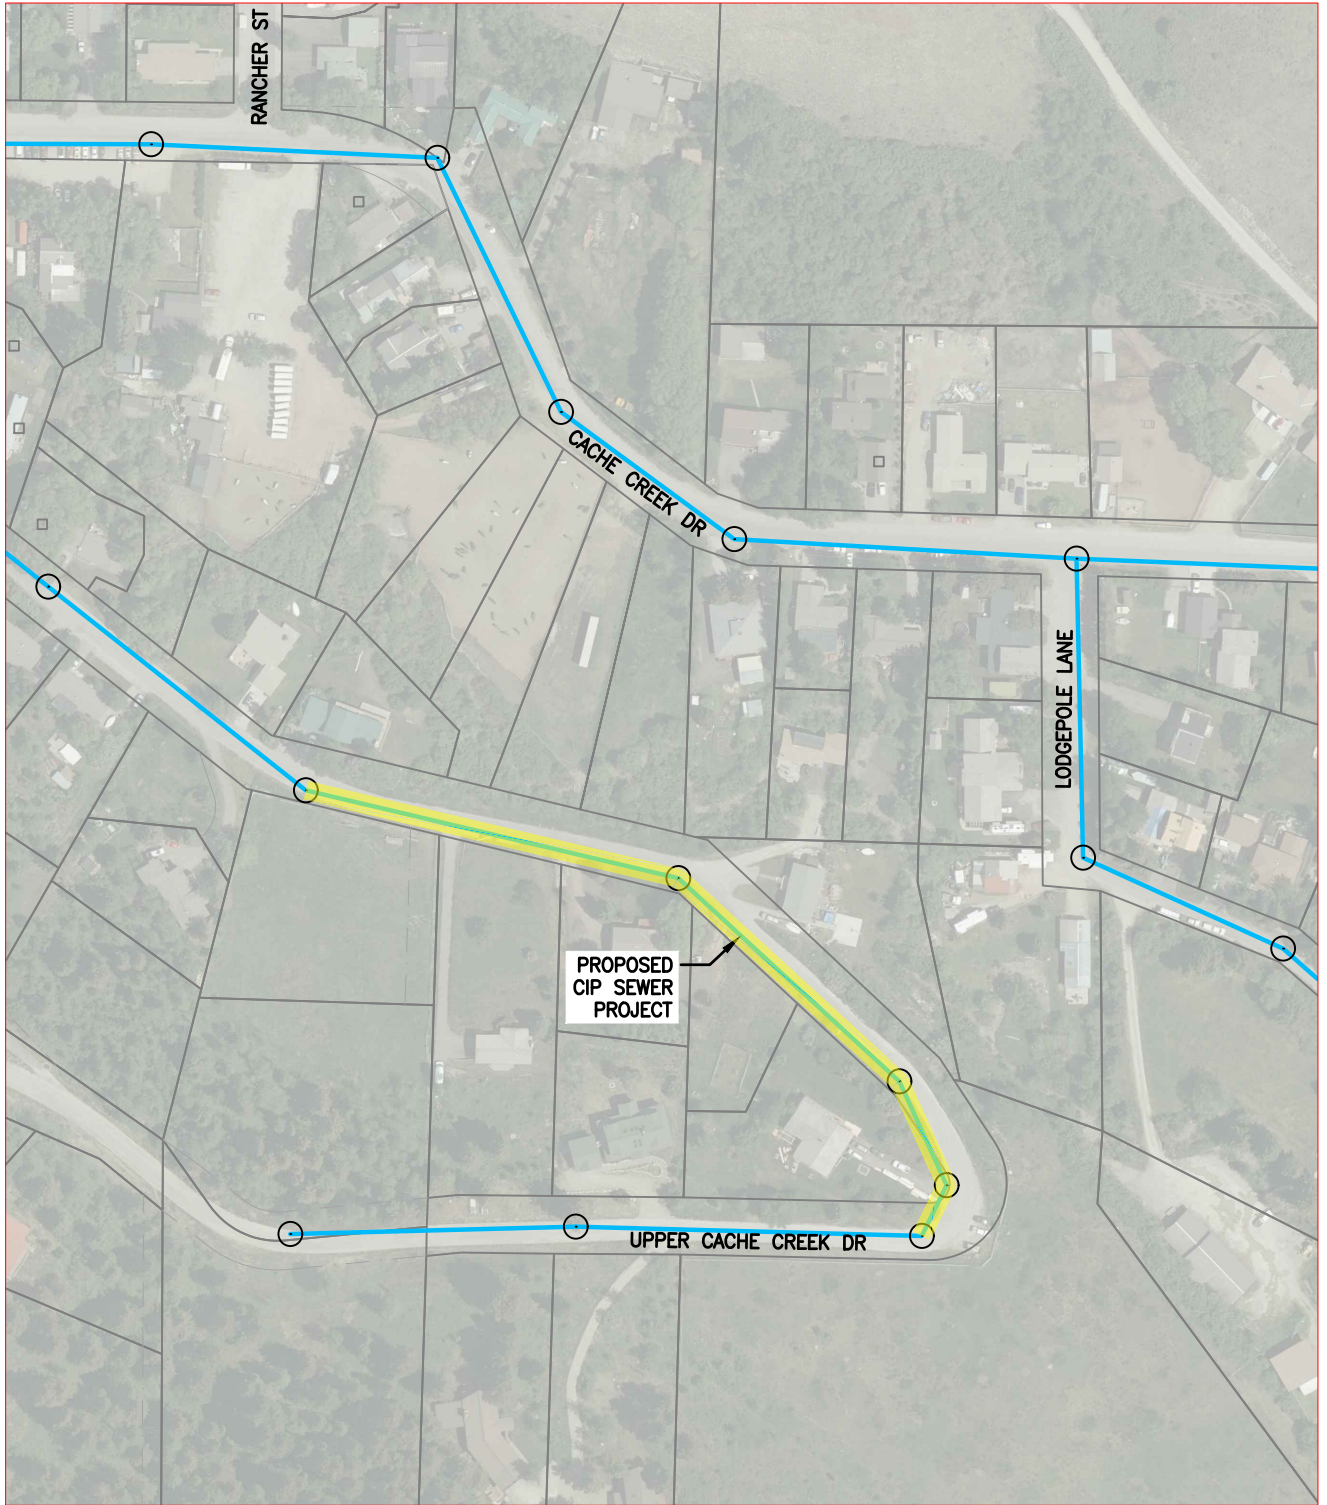 RANCHER ST
CACHE CREEK DR
LODGEPOLE LANE
PROPOSED
CIP SEWER
PROJECT
UPPER CACHE CREEK DR